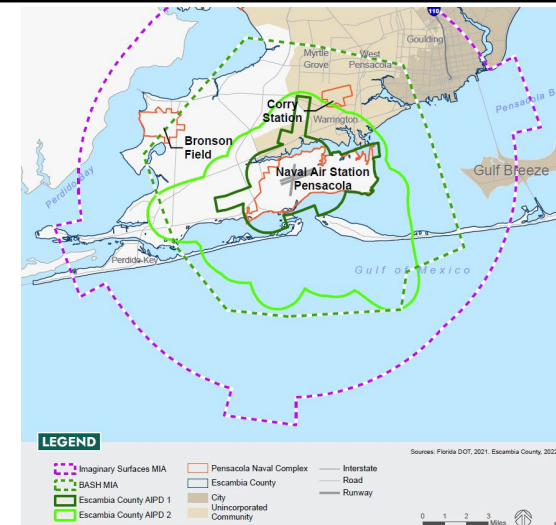 110
Goulding
Myrtle
Grove
West
Pensacola
Corry
Station
Warrington
Bronson
Field
Naval Air Station
Pensacola
Pensacola B
Gulf Breeze
Perdido Bay
Perdido Key
Gulf of Mexico
LEGEND
Sources: Florida DOT, 2021. Escambia County, 2022
Imaginary Surfaces MIA
BASH MIA
Escambia County AIPD 1
Escambia County AIPD 2
Pensacola Naval Complex
Escambia County
City
Unincorporated
Community
Interstate
Road
Runway
0 1 2 3
Miles